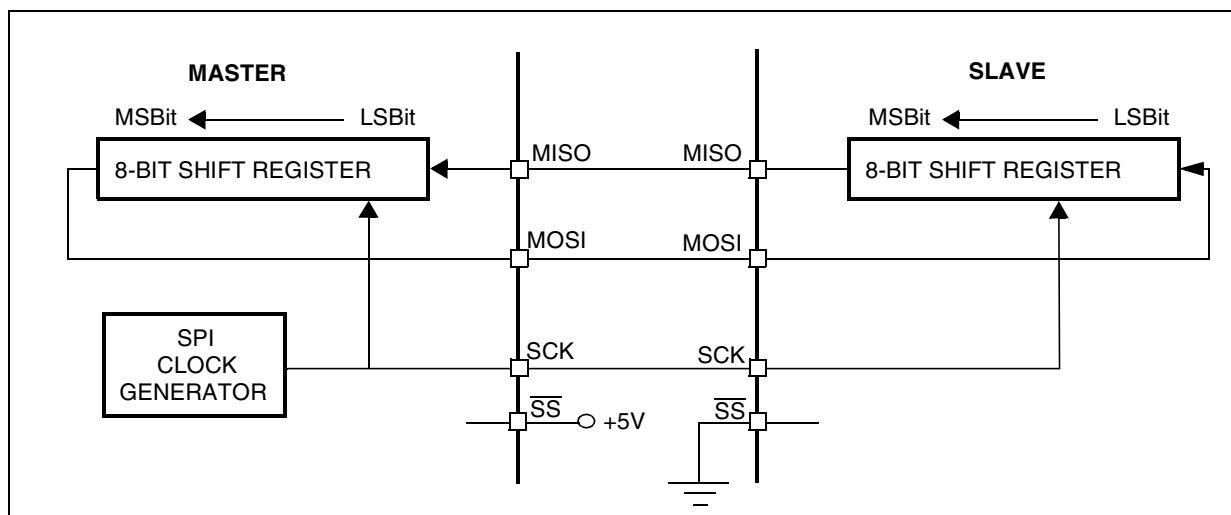 MASTER
SLAVE
MSBit
LSBit
MSBit
LSBit
8-BIT SHIFT REGISTER
MISO
MISO
8-BIT SHIFT REGISTER
MOSI
MOSI
SPI
CLOCK
GENERATOR
SCK
SCK
SS
+5V
SS